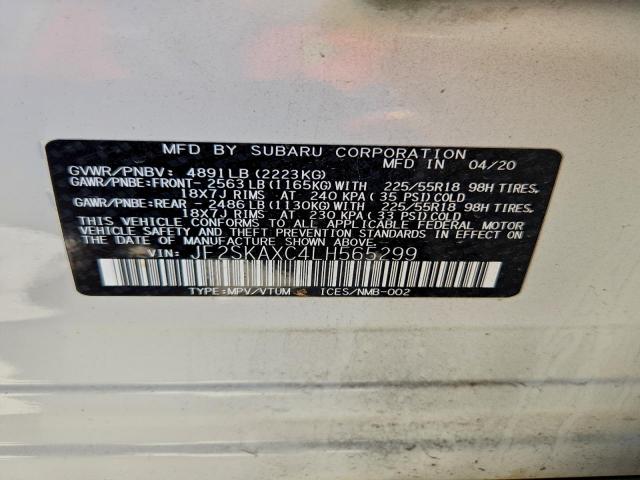 MFD BY SUBARU CORPORATION
MFD IN 04/20
GVWR/PNBV: 4891LB (2223KG)
GAWR/PNBE:FRONT- 2563LB (1165KG)WITH 225/55R18 98H TIRES,
18X7J RIMS AT 240 KPA (35 PSI)COLD
GAWR/PNBE:REAR - 2486LB (1130KG)WITH 225/55R18 98H TIRES,
18X7J RIMS AT 230 KPA (33 PSI)COLD
THIS VEHICLE CONFORMS TO ALL APPLICABLE FEDERAL MOTOR
VEHICLE SAFETY, BUMPER, AND THEFT PREVENTION STANDARDS IN EFFECT
ON THE DATE OF MANUFACTURE SHOWN ABOVE.
VIN: JF2SKAXC4LH565299
TYPE:MPV/VTUM ICES/NMB-002